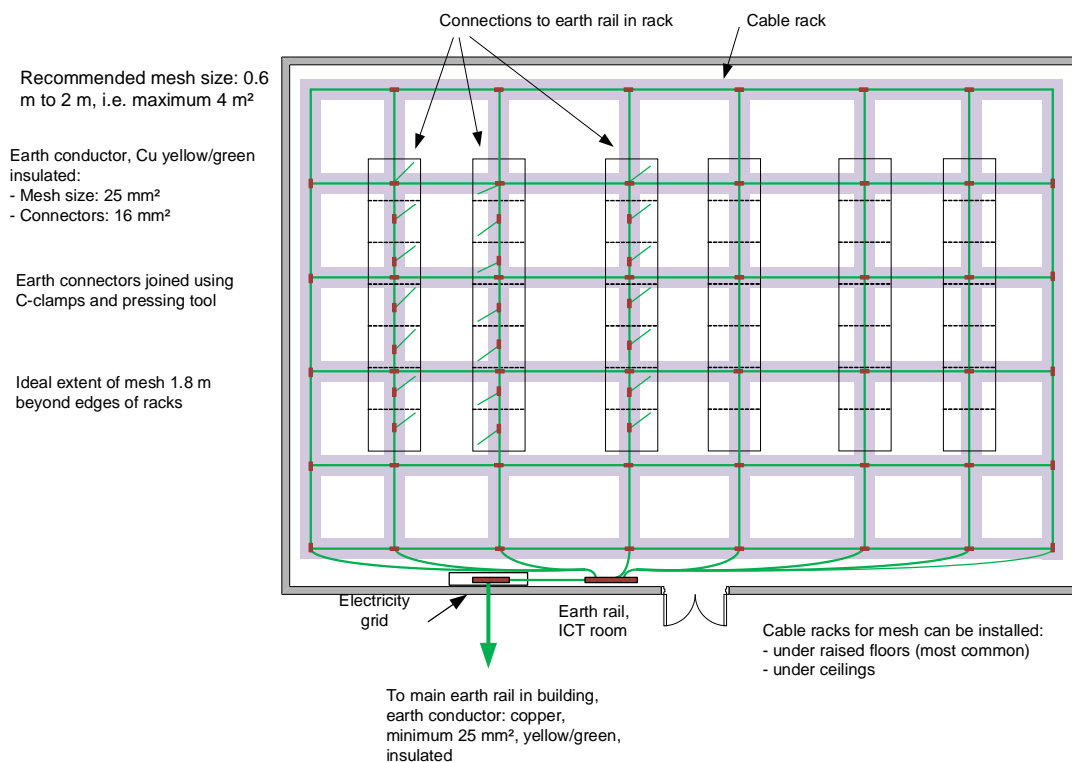 Connections to earth rail in rack
Cable rack
Recommended mesh size: 0.6
m to 2 m, i.e. maximum 4 m²
Earth conductor, Cu yellow/green
insulated:
- Mesh size: 25 mm²
- Connectors: 16 mm²
Earth connectors joined using
C-clamps and pressing tool
Ideal extent of mesh 1.8 m
beyond edges of racks
Electricity
grid
Earth rail,
ICT room
Cable racks for mesh can be installed:
- under raised floors (most common)
- under ceilings
To main earth rail in building,
earth conductor: copper,
minimum 25 mm², yellow/green,
insulated